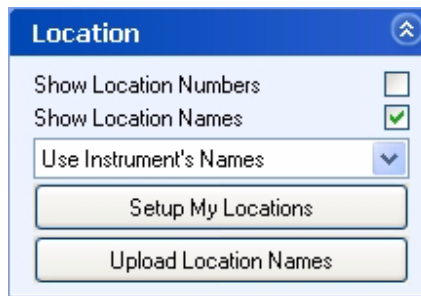 Location
Show Location Numbers
Show Location Names
Use Instrument's Names
Setup My Locations
Upload Location Names